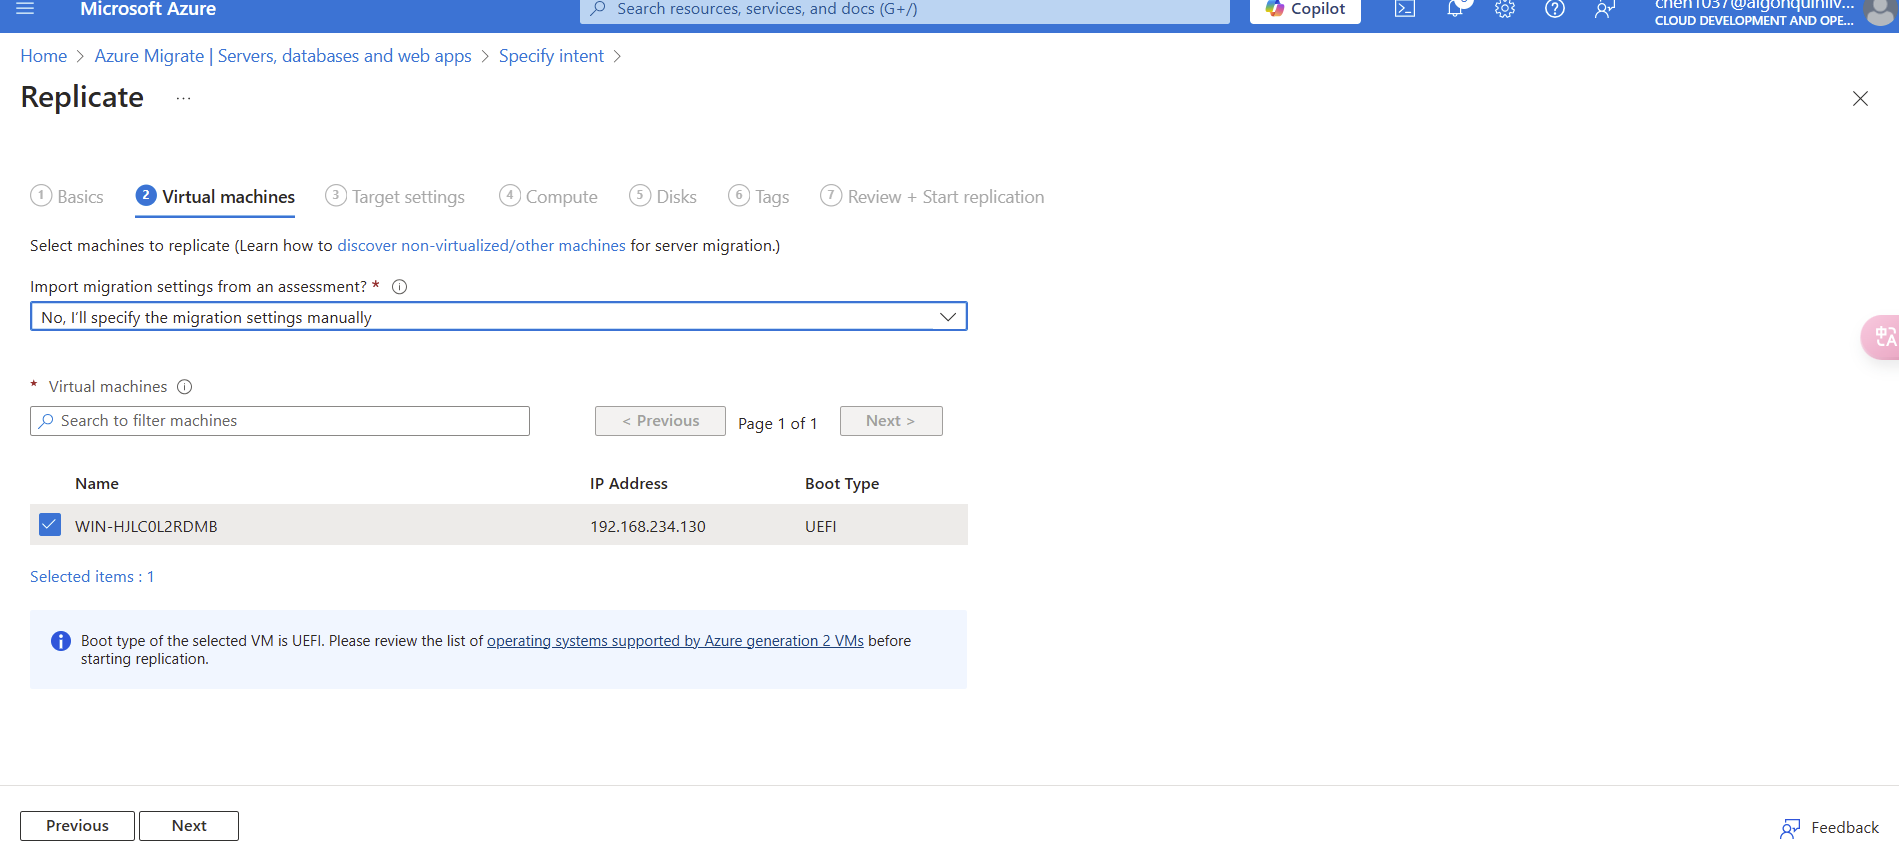 Microsoft Azure
Search resources, services, and docs (G+/)
Copilot
chen1037@algonquinliv...
CLOUD DEVELOPMENT AND OPE...
Home > Azure Migrate | Servers, databases and web apps > Specify intent >
Replicate ...
1 Basics
2 Virtual machines
3 Target settings
4 Compute
5 Disks
6 Tags
7 Review + Start replication
Select machines to replicate (Learn how to discover non-virtualized/other machines for server migration.)
Import migration settings from an assessment? *
No, I'll specify the migration settings manually
* Virtual machines
Search to filter machines
< Previous
Page 1 of 1
Next >
Name IP Address Boot Type
WIN-HJLC0L2RDMB 192.168.234.130 UEFI
Selected items : 1
Boot type of the selected VM is UEFI. Please review the list of operating systems supported by Azure generation 2 VMs before
starting replication.
Previous
Next
Feedback